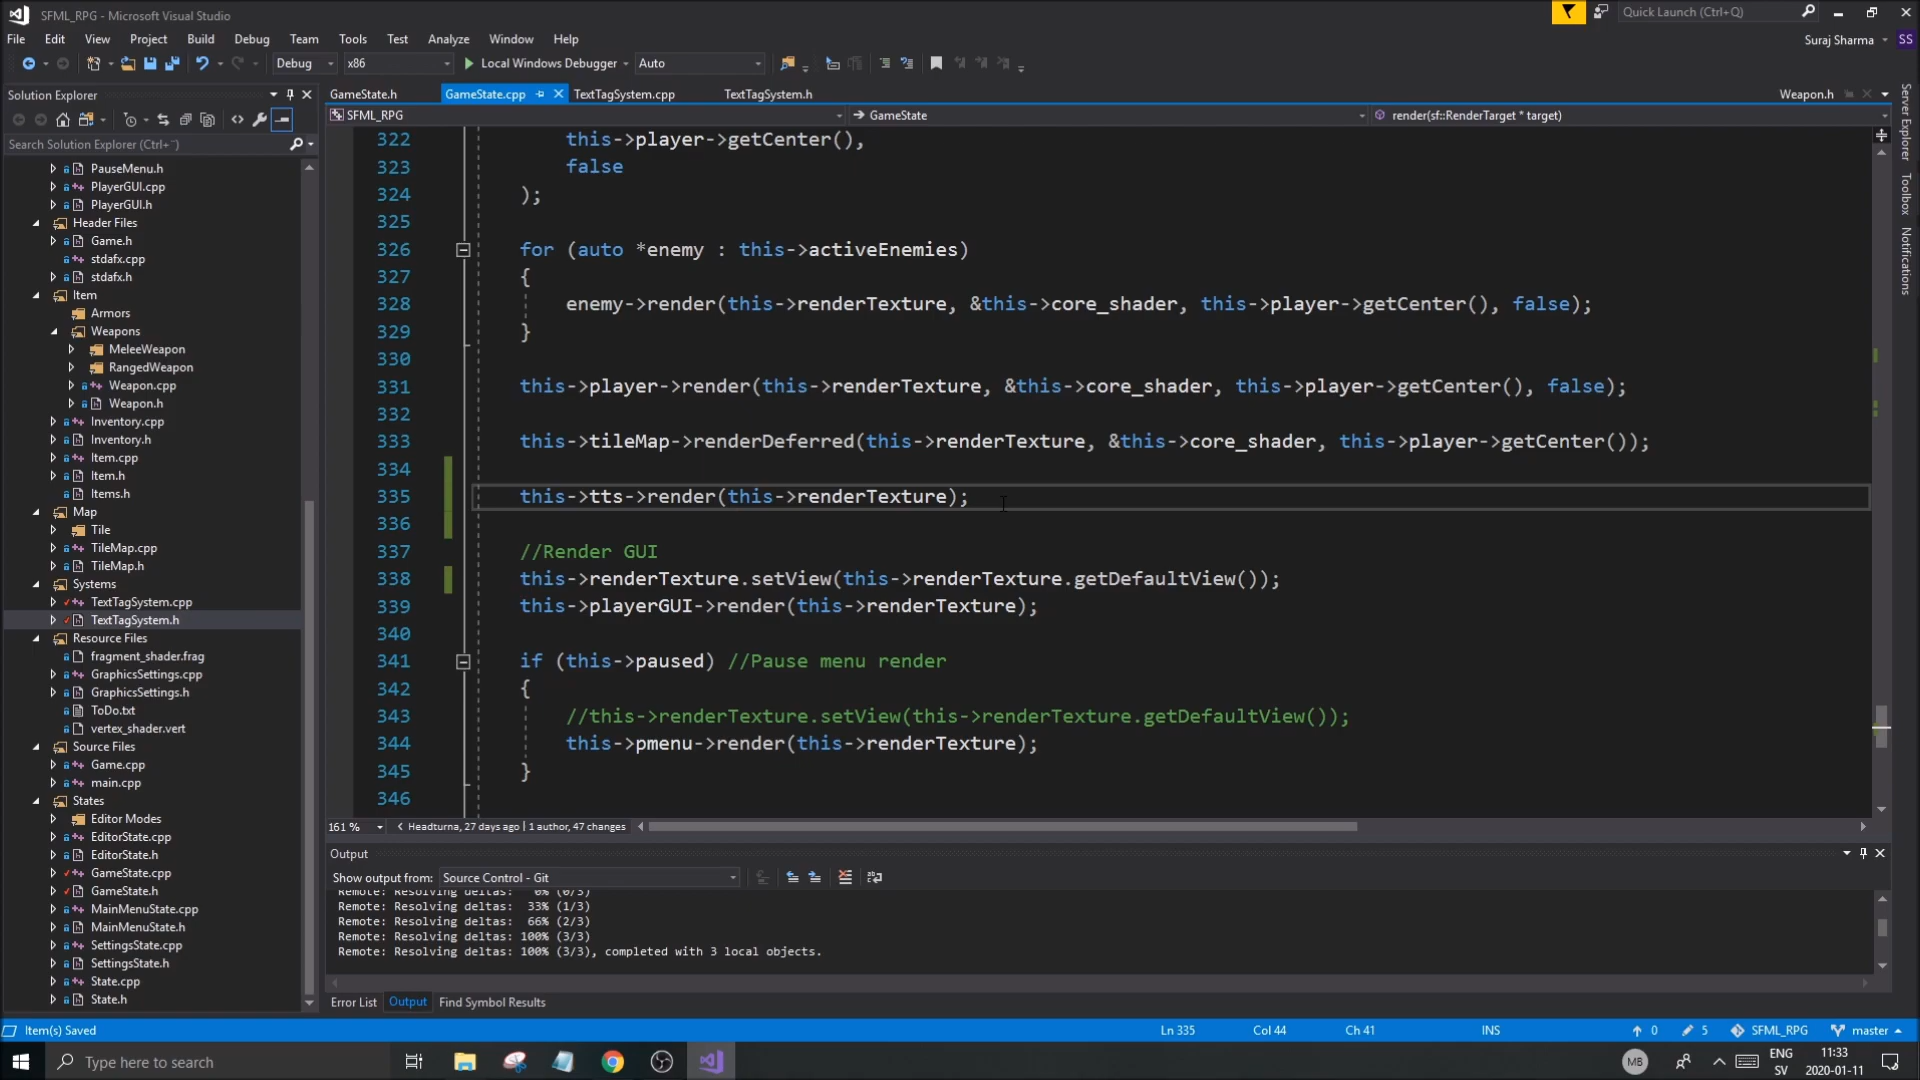 SFML_RPG - Microsoft Visual Studio
Quick Launch (Ctrl+Q)
File Edit View Project Build Debug Team Tools Test Analyze Window Help
Suraj Sharma SS
Debug x86 Local Windows Debugger Auto
Solution Explorer
Search Solution Explorer (Ctrl+¨)
PauseMenu.h
PlayerGUI.cpp
PlayerGUI.h
Header Files
Game.h
stdafx.cpp
stdafx.h
Item
Armors
Weapons
MeleeWeapon
RangedWeapon
Weapon.cpp
Weapon.h
Inventory.cpp
Inventory.h
Item.cpp
Item.h
Items.h
Map
Tile
TileMap.cpp
TileMap.h
Systems
TextTagSystem.cpp
TextTagSystem.h
Resource Files
fragment_shader.frag
GraphicsSettings.cpp
GraphicsSettings.h
ToDo.txt
vertex_shader.vert
Source Files
Game.cpp
main.cpp
States
Editor Modes
EditorState.cpp
EditorState.h
GameState.cpp
GameState.h
MainMenuState.cpp
MainMenuState.h
SettingsState.cpp
SettingsState.h
State.cpp
State.h
GameState.h GameState.cpp TextTagSystem.cpp TextTagSystem.h Weapon.h
SFML_RPG GameState render(sf::RenderTarget * target)
322 this->player->getCenter(),
323 false
324 );
325
326 for (auto *enemy : this->activeEnemies)
327 {
328 enemy->render(this->renderTexture, &this->core_shader, this->player->getCenter(), false);
329 }
330
331 this->player->render(this->renderTexture, &this->core_shader, this->player->getCenter(), false);
332
333 this->tileMap->renderDeferred(this->renderTexture, &this->core_shader, this->player->getCenter());
334
335 this->tts->render(this->renderTexture);
336
337 //Render GUI
338 this->renderTexture.setView(this->renderTexture.getDefaultView());
339 this->playerGUI->render(this->renderTexture);
340
341 if (this->paused) //Pause menu render
342 {
343 //this->renderTexture.setView(this->renderTexture.getDefaultView());
344 this->pmenu->render(this->renderTexture);
345 }
346
161 % Headturna, 27 days ago | 1 author, 47 changes
Output
Show output from: Source Control - Git
Remote: Resolving deltas: 0% (0/3)
Remote: Resolving deltas: 33% (1/3)
Remote: Resolving deltas: 66% (2/3)
Remote: Resolving deltas: 100% (3/3)
Remote: Resolving deltas: 100% (3/3), completed with 3 local objects.
Error List Output Find Symbol Results
Server Explorer
Toolbox
Notifications
Item(s) Saved Ln 335 Col 44 Ch 41 INS 0 5 SFML_RPG master
Type here to search
MB
ENG
SV
11:33
2020-01-11